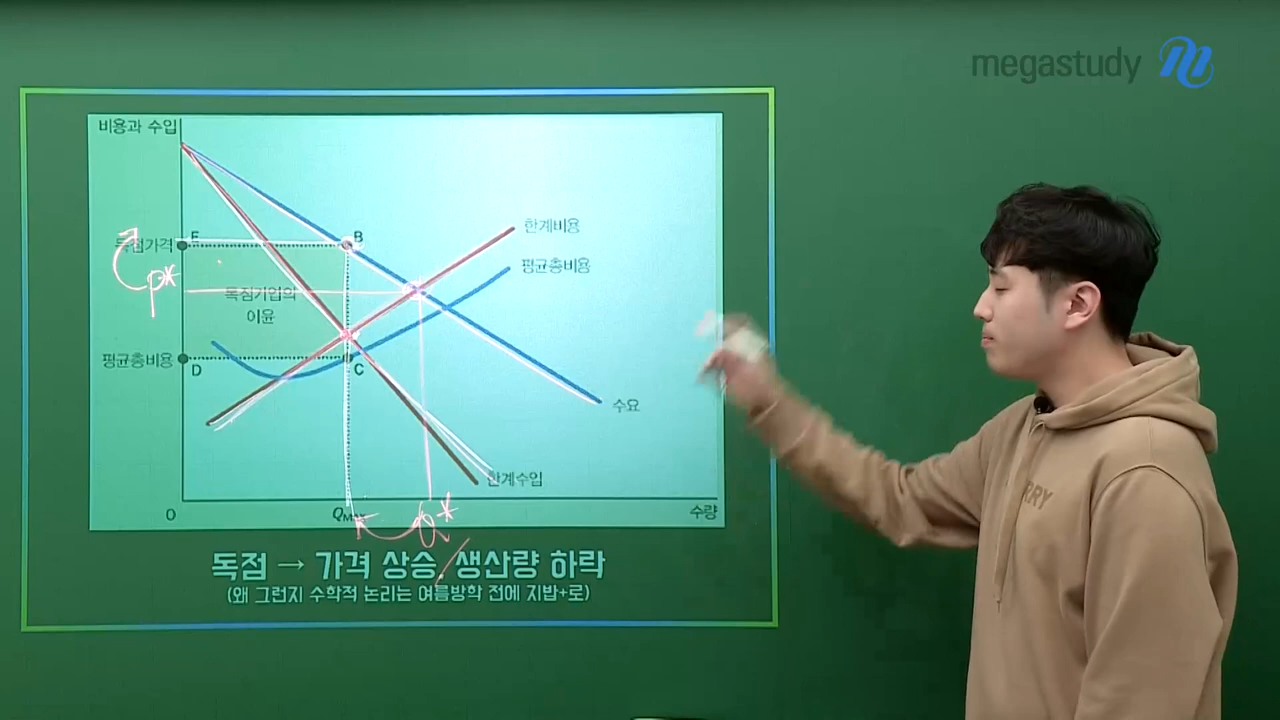 megastudy
비용과 수입
한계비용
E
B
독점가격
평균총비용
P*
독점기업의
이윤
평균총비용
D
C
수요
한계수입
0
Q*
수량
독점 → 가격 상승, 생산량 하락
(왜 그런지 수학적 논리는 여름방학 전에 지밥+로)
RRY